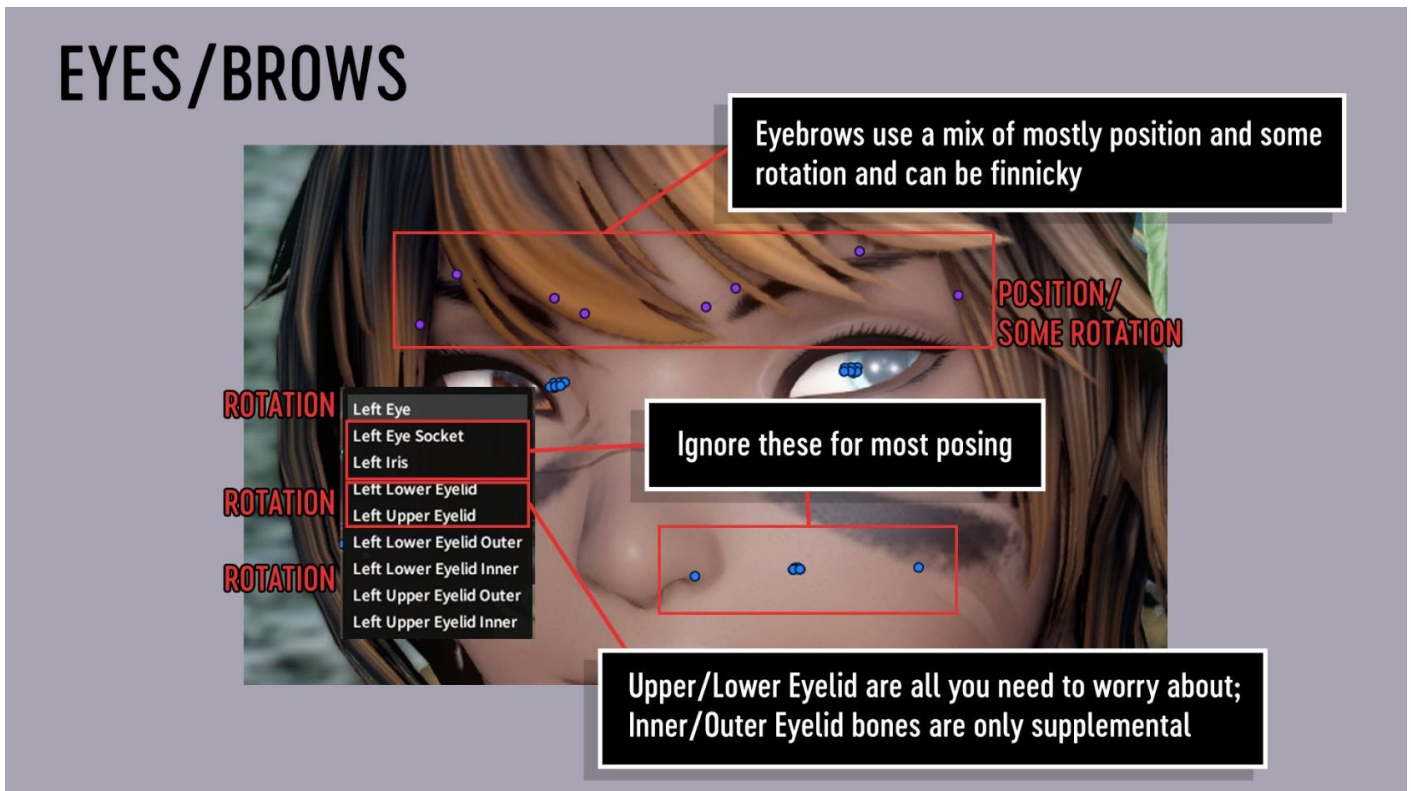 EYES/BROWS
Eyebrows use a mix of mostly position and some
rotation and can be finnicky
POSITION/
SOME ROTATION
ROTATION
Left Eye
Left Eye Socket
Left Iris
Ignore these for most posing
ROTATION
Left Lower Eyelid
Left Upper Eyelid
Left Lower Eyelid Outer
ROTATION
Left Lower Eyelid Inner
Left Upper Eyelid Outer
Left Upper Eyelid Inner
Upper/Lower Eyelid are all you need to worry about;
Inner/Outer Eyelid bones are only supplemental